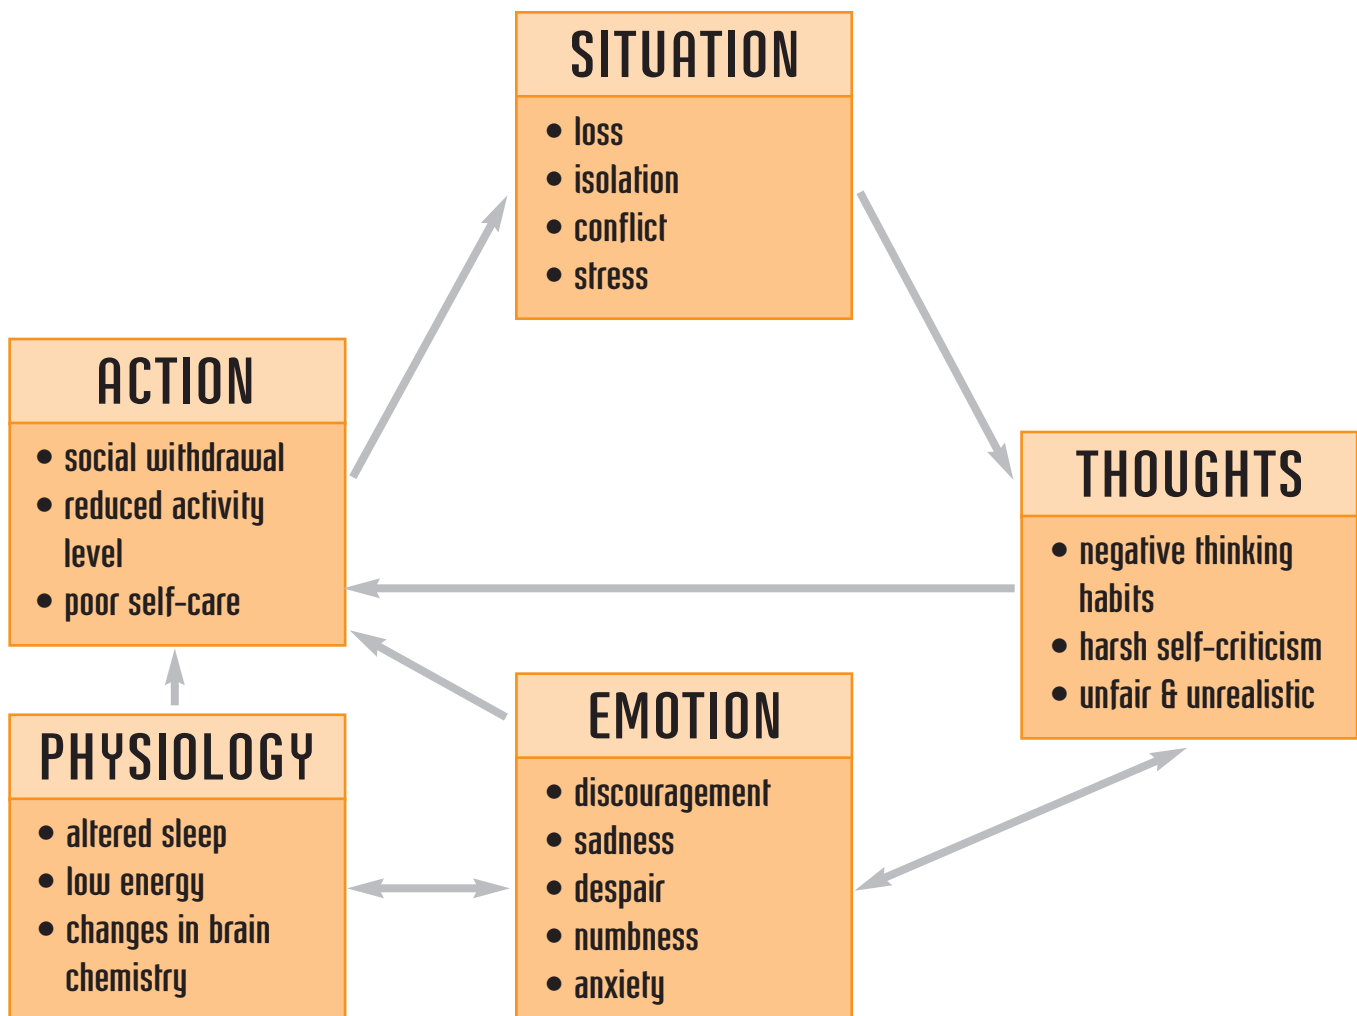 SITUATION
• loss
• isolation
• conflict
• stress
ACTION
• social withdrawal
• reduced activity
level
• poor self-care
THOUGHTS
• negative thinking
habits
• harsh self-criticism
• unfair & unrealistic
PHYSIOLOGY
• altered sleep
• low energy
• changes in brain
chemistry
EMOTION
• discouragement
• sadness
• despair
• numbness
• anxiety